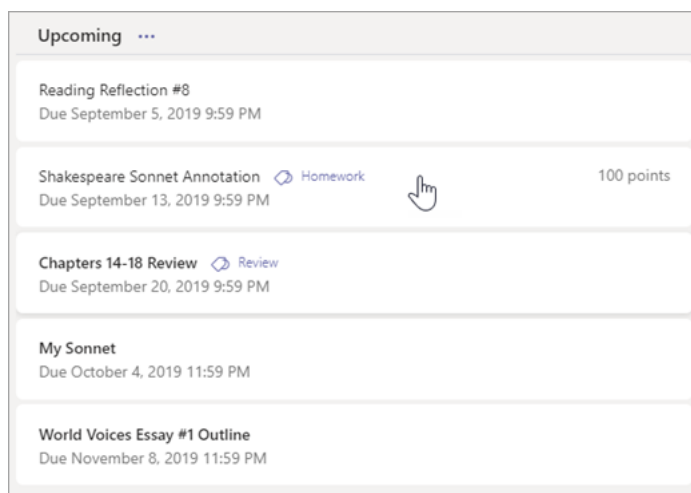 Upcoming ...
Reading Reflection #8
Due September 5, 2019 9:59 PM
Shakespeare Sonnet Annotation Homework 100 points
Due September 13, 2019 9:59 PM
Chapters 14-18 Review Review
Due September 20, 2019 9:59 PM
My Sonnet
Due October 4, 2019 11:59 PM
World Voices Essay #1 Outline
Due November 8, 2019 11:59 PM